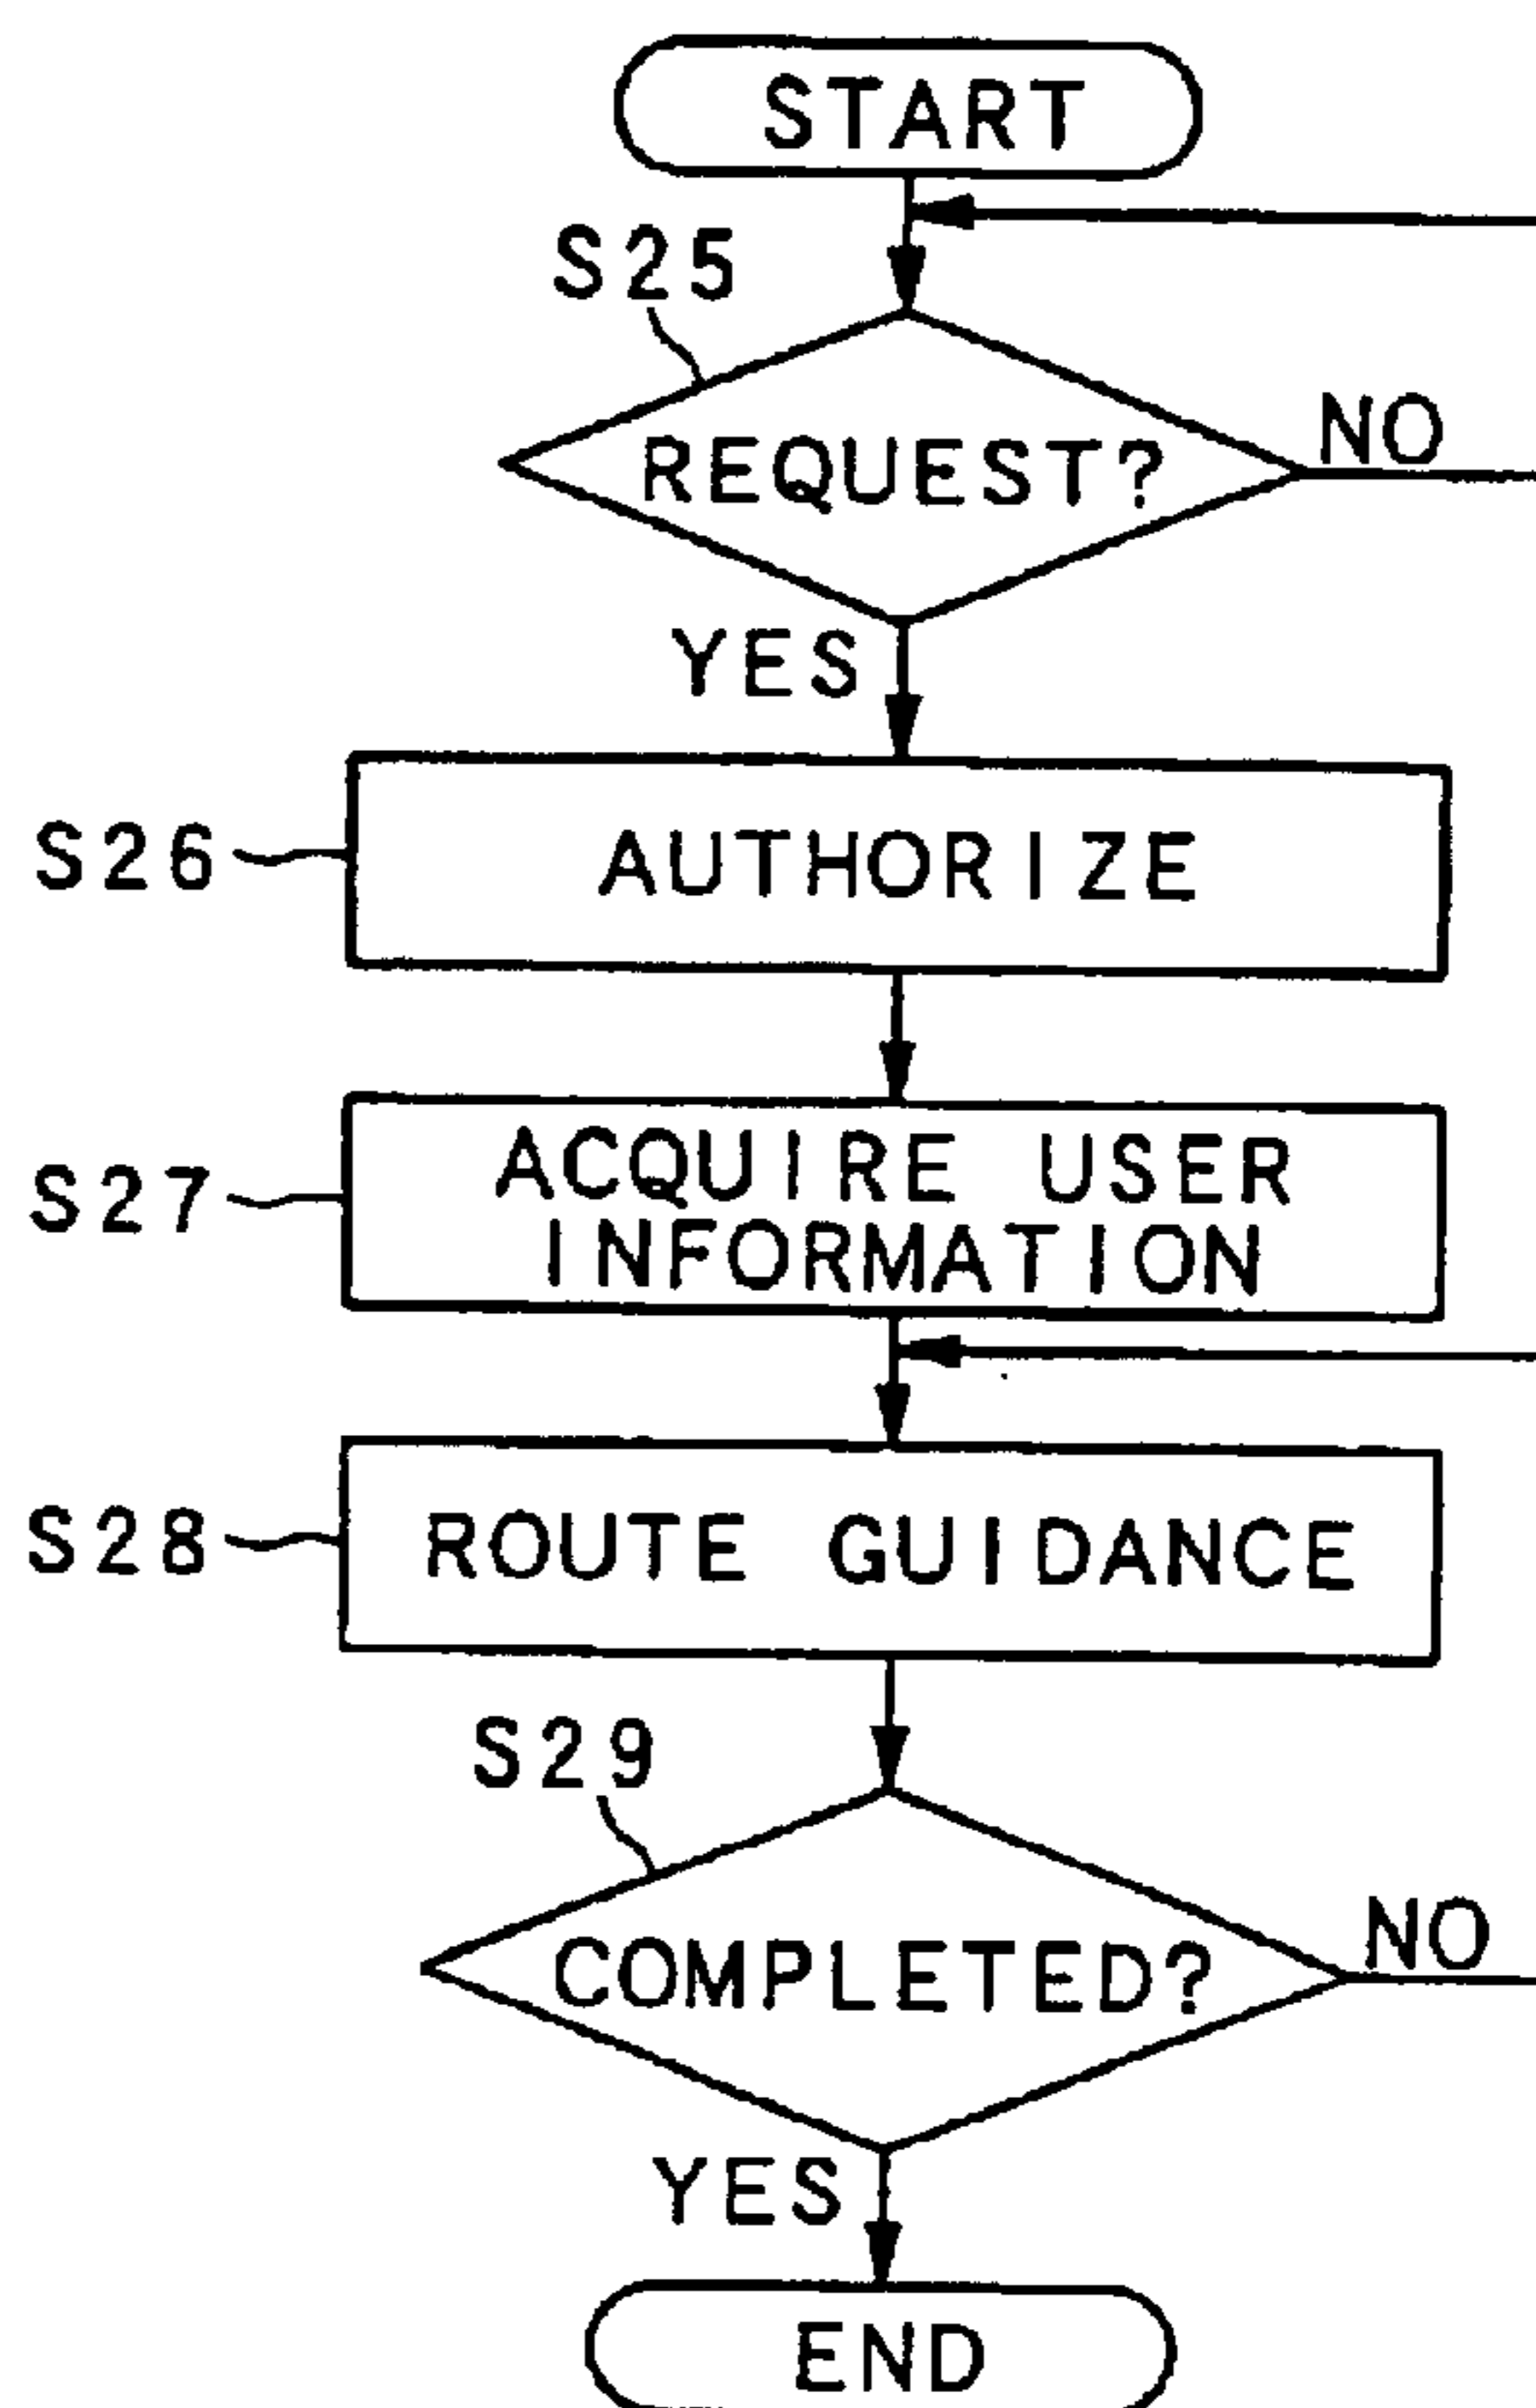 START
S25
REQUEST?
NO
YES
S26
AUTHORIZE
S27
ACQUIRE USER
INFORMATION
S28
ROUTE GUIDANCE
S29
COMPLETED?
NO
YES
END